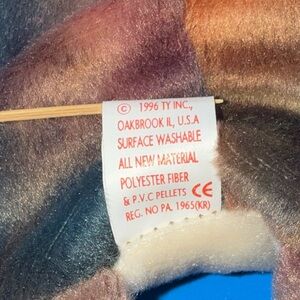 © 1996 TY INC.,
OAKBROOK IL, U.S.A
SURFACE WASHABLE
ALL NEW MATERIAL
POLYESTER FIBER
& P.V.C PELLETS CE
REG. NO PA. 1965(KR)